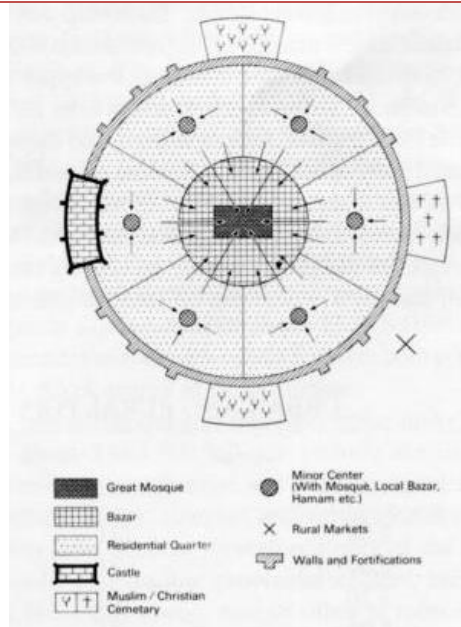 Great Mosque
Bazar
Residential Quarter
Castle
Muslim / Christian
Cemetary
Minor Center
(With Mosque, Local Bazar,
Hamam etc.)
Rural Markets
Walls and Fortifications